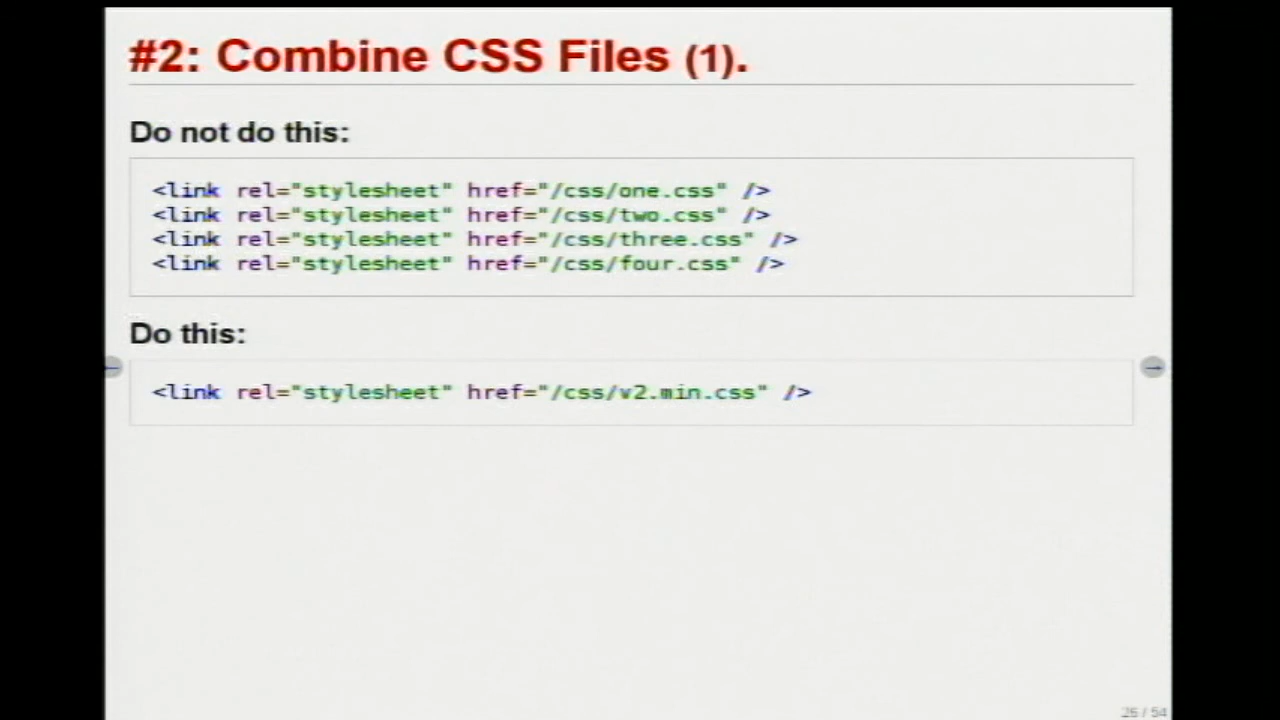 #2: Combine CSS Files (1).
Do not do this:
<link rel="stylesheet" href="/css/one.css" />
<link rel="stylesheet" href="/css/two.css" />
<link rel="stylesheet" href="/css/three.css" />
<link rel="stylesheet" href="/css/four.css" />
Do this:
←
→
<link rel="stylesheet" href="/css/v2.min.css" />
26 / 54